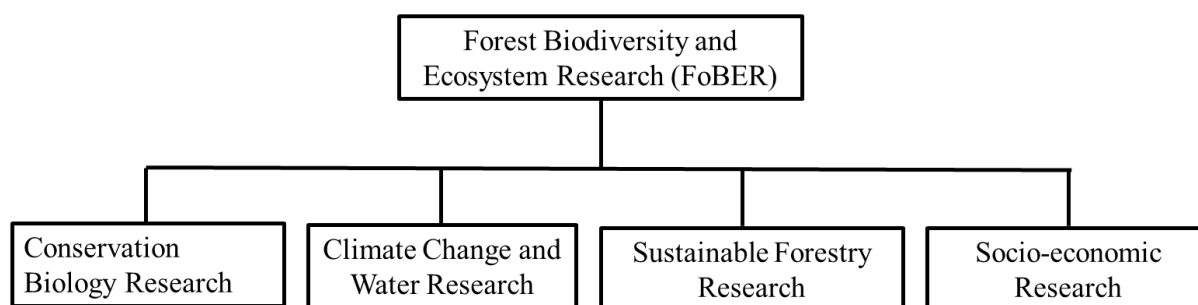 Forest Biodiversity and
Ecosystem Research (FoBER)
Conservation
Biology Research
Climate Change and
Water Research
Sustainable Forestry
Research
Socio-economic
Research